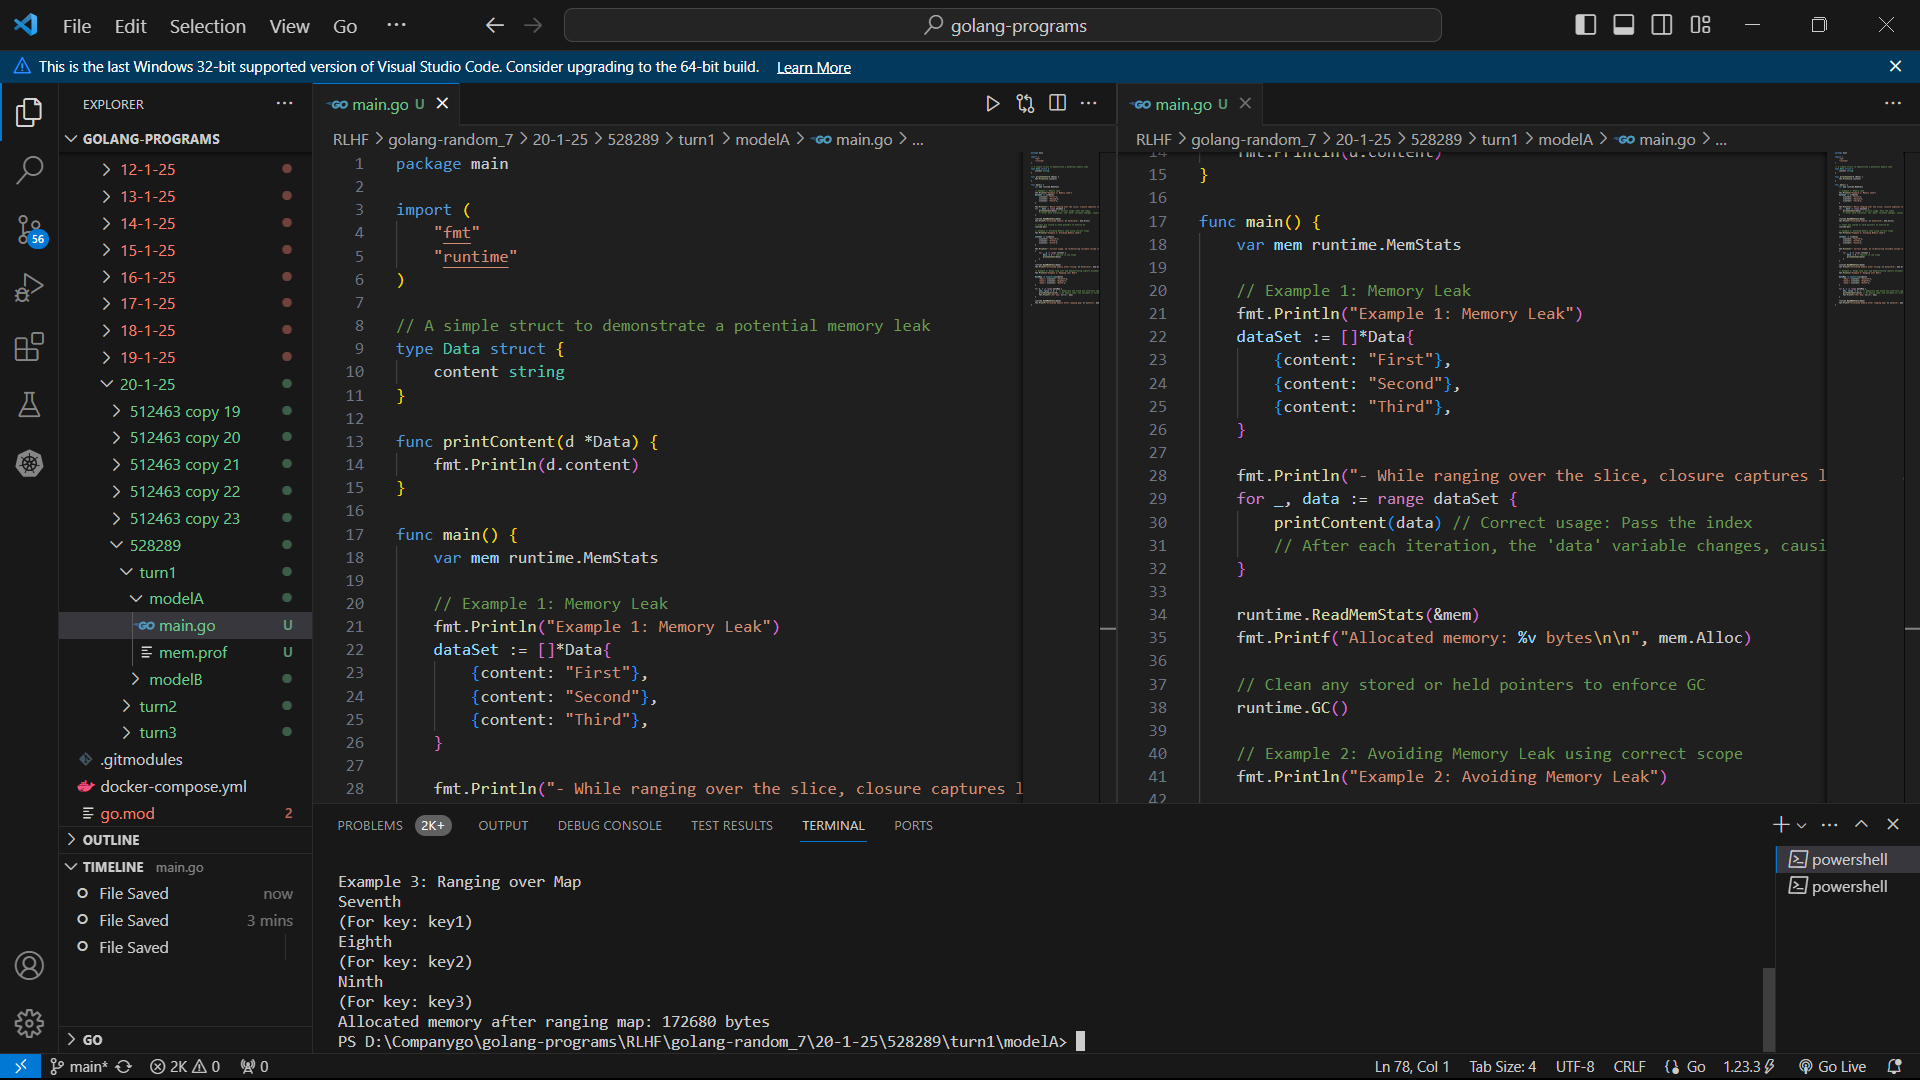 File Edit Selection View Go ···
golang-programs
This is the last Windows 32-bit supported version of Visual Studio Code. Consider upgrading to the 64-bit build. Learn More
EXPLORER
GOLANG-PROGRAMS
12-1-25
13-1-25
14-1-25
15-1-25
16-1-25
17-1-25
18-1-25
19-1-25
20-1-25
512463 copy 19
512463 copy 20
512463 copy 21
512463 copy 22
512463 copy 23
528289
turn1
modelA
GO main.go U
mem.prof U
modelB
turn2
turn3
.gitmodules
docker-compose.yml
go.mod 2
OUTLINE
TIMELINE main.go
File Saved now
File Saved 3 mins
File Saved
GO
56
GO main.go U
RLHF > golang-random_7 > 20-1-25 > 528289 > turn1 > modelA > GO main.go > ...
1 package main
2
3 import (
4 "fmt"
5 "runtime"
6 )
7
8 // A simple struct to demonstrate a potential memory leak
9 type Data struct {
10 content string
11 }
12
13 func printContent(d *Data) {
14 fmt.Println(d.content)
15 }
16
17 func main() {
18 var mem runtime.MemStats
19
20 // Example 1: Memory Leak
21 fmt.Println("Example 1: Memory Leak")
22 dataSet := []*Data{
23 {content: "First"},
24 {content: "Second"},
25 {content: "Third"},
26 }
27
28 fmt.Println("- While ranging over the slice, closure captures l
GO main.go U
RLHF > golang-random_7 > 20-1-25 > 528289 > turn1 > modelA > GO main.go > ...
14 fmt.Println(d.content)
15 }
16
17 func main() {
18 var mem runtime.MemStats
19
20 // Example 1: Memory Leak
21 fmt.Println("Example 1: Memory Leak")
22 dataSet := []*Data{
23 {content: "First"},
24 {content: "Second"},
25 {content: "Third"},
26 }
27
28 fmt.Println("- While ranging over the slice, closure captures l
29 for _, data := range dataSet {
30 printContent(data) // Correct usage: Pass the index
31 // After each iteration, the 'data' variable changes, causi
32 }
33
34 runtime.ReadMemStats(&mem)
35 fmt.Printf("Allocated memory: %v bytes\n\n", mem.Alloc)
36
37 // Clean any stored or held pointers to enforce GC
38 runtime.GC()
39
40 // Example 2: Avoiding Memory Leak using correct scope
41 fmt.Println("Example 2: Avoiding Memory Leak")
42
PROBLEMS 2K+ OUTPUT DEBUG CONSOLE TEST RESULTS TERMINAL PORTS
Example 3: Ranging over Map
Seventh
(For key: key1)
Eighth
(For key: key2)
Ninth
(For key: key3)
Allocated memory after ranging map: 172680 bytes
PS D:\Companygo\golang-programs\RLHF\golang-random_7\20-1-25\528289\turn1\modelA>
powershell
powershell
main* 2K 0 0
Ln 78, Col 1 Tab Size: 4 UTF-8 CRLF {} Go 1.23.3 Go Live